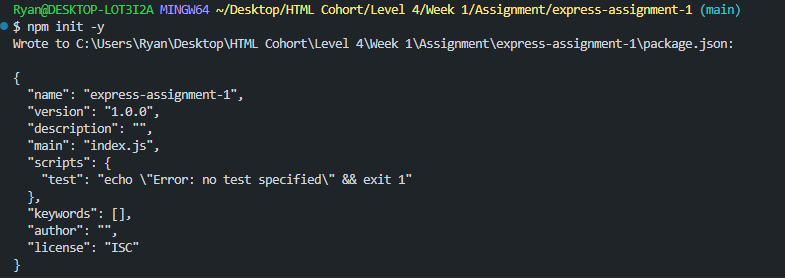 Ryan@DESKTOP-LOT3I2A MINGW64 ~/Desktop/HTML Cohort/Level 4/Week 1/Assignment/express-assignment-1 (main)
$ npm init -y
Wrote to C:\Users\Ryan\Desktop\HTML Cohort\Level 4\Week 1\Assignment\express-assignment-1\package.json:

{
  "name": "express-assignment-1",
  "version": "1.0.0",
  "description": "",
  "main": "index.js",
  "scripts": {
    "test": "echo \"Error: no test specified\" && exit 1"
  },
  "keywords": [],
  "author": "",
  "license": "ISC"
}